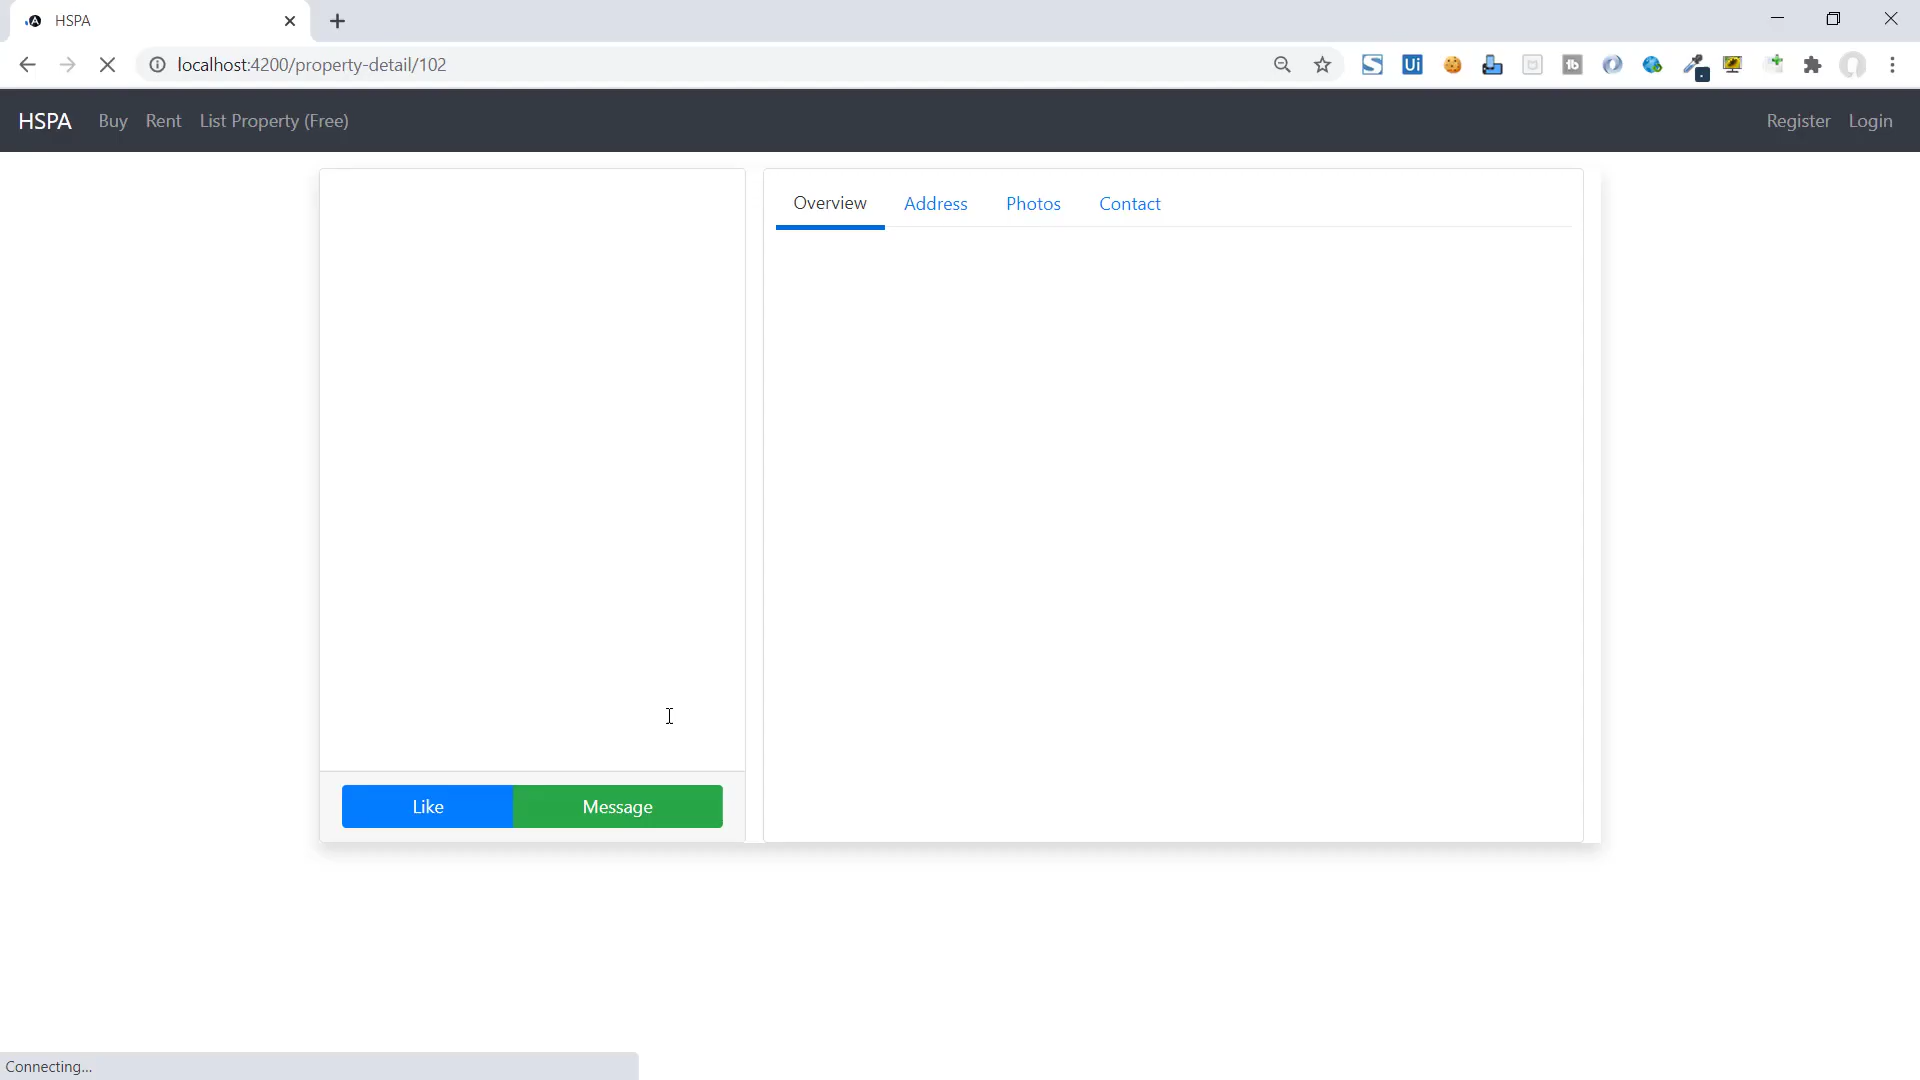 HSPA
localhost:4200/property-detail/102
HSPA Buy Rent List Property (Free) Register Login
Overview Address Photos Contact
Like Message
Connecting...